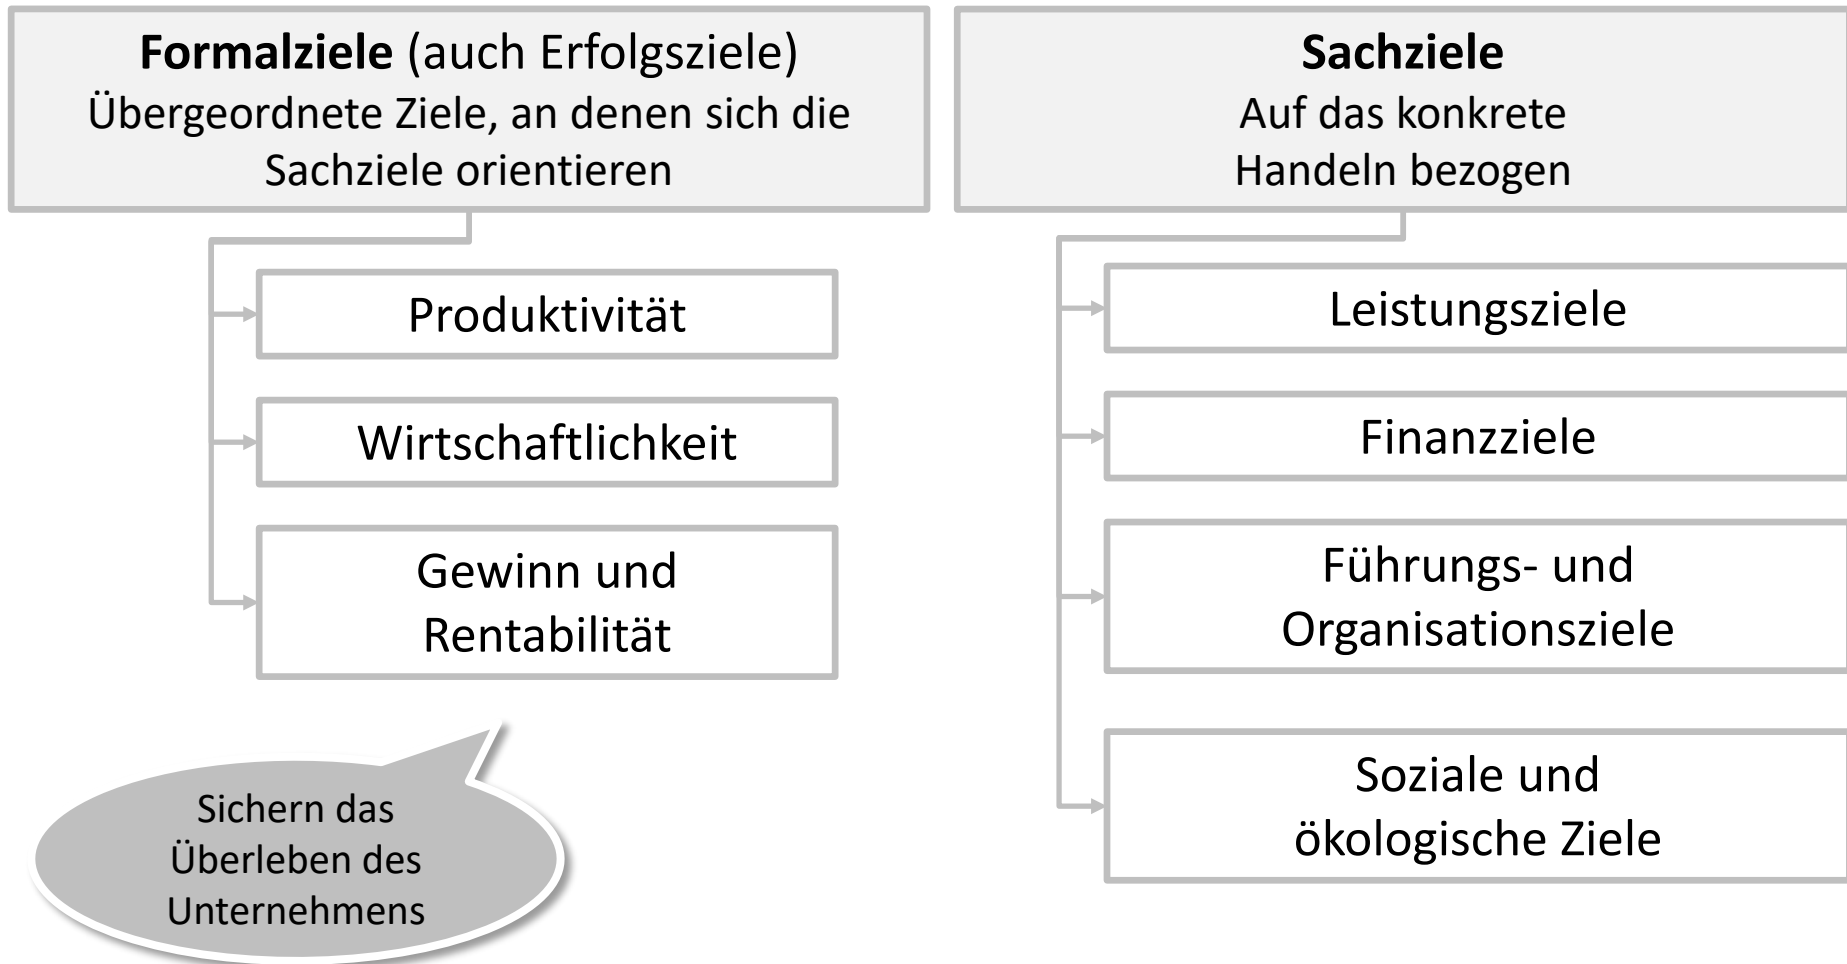 Formalziele (auch Erfolgsziele)
Übergeordnete Ziele, an denen sich die
Sachziele orientieren
Produktivität
Wirtschaftlichkeit
Gewinn und
Rentabilität
Sichern das
Überleben des
Unternehmens
Sachziele
Auf das konkrete
Handeln bezogen
Leistungsziele
Finanzziele
Führungs- und
Organisationsziele
Soziale und
ökologische Ziele